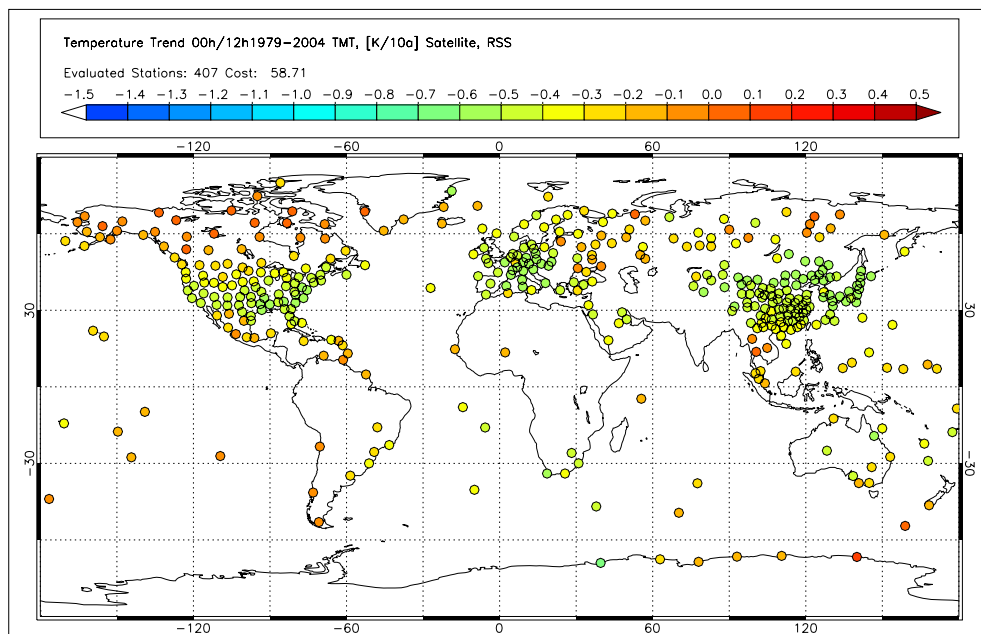 Temperature Trend 00h/12h1979-2004 TMT, [K/10a] Satellite, RSS
Evaluated Stations: 407 Cost: 58.71
-1.5 -1.4 -1.3 -1.2 -1.1 -1.0 -0.9 -0.8 -0.7 -0.6 -0.5 -0.4 -0.3 -0.2 -0.1 0.0 0.1 0.2 0.3 0.4 0.5
-120 -60 0 60 120
30 30
-30 -30
-120 -60 0 60 120